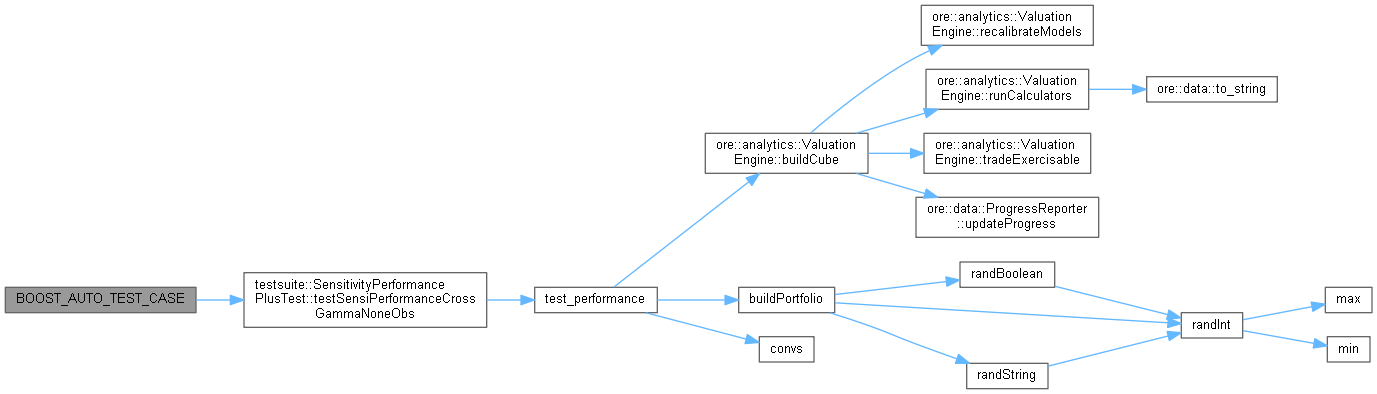 ore::analytics::Valuation
Engine::recalibrateModels
ore::analytics::Valuation
Engine::runCalculators
ore::data::to_string
ore::analytics::Valuation
Engine::buildCube
ore::analytics::Valuation
Engine::tradeExercisable
ore::data::ProgressReporter
::updateProgress
BOOST_AUTO_TEST_CASE
testsuite::SensitivityPerformance
PlusTest::testSensiPerformanceCross
GammaNoneObs
test_performance
buildPortfolio
convs
randBoolean
randString
randInt
max
min